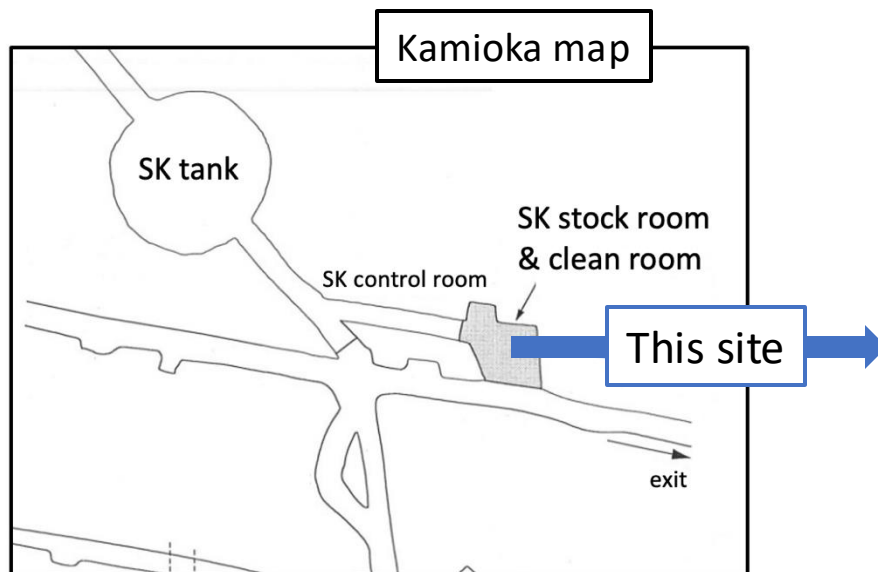 Kamioka map
SK tank
SK stock room
& clean room
SK control room
This site
exit